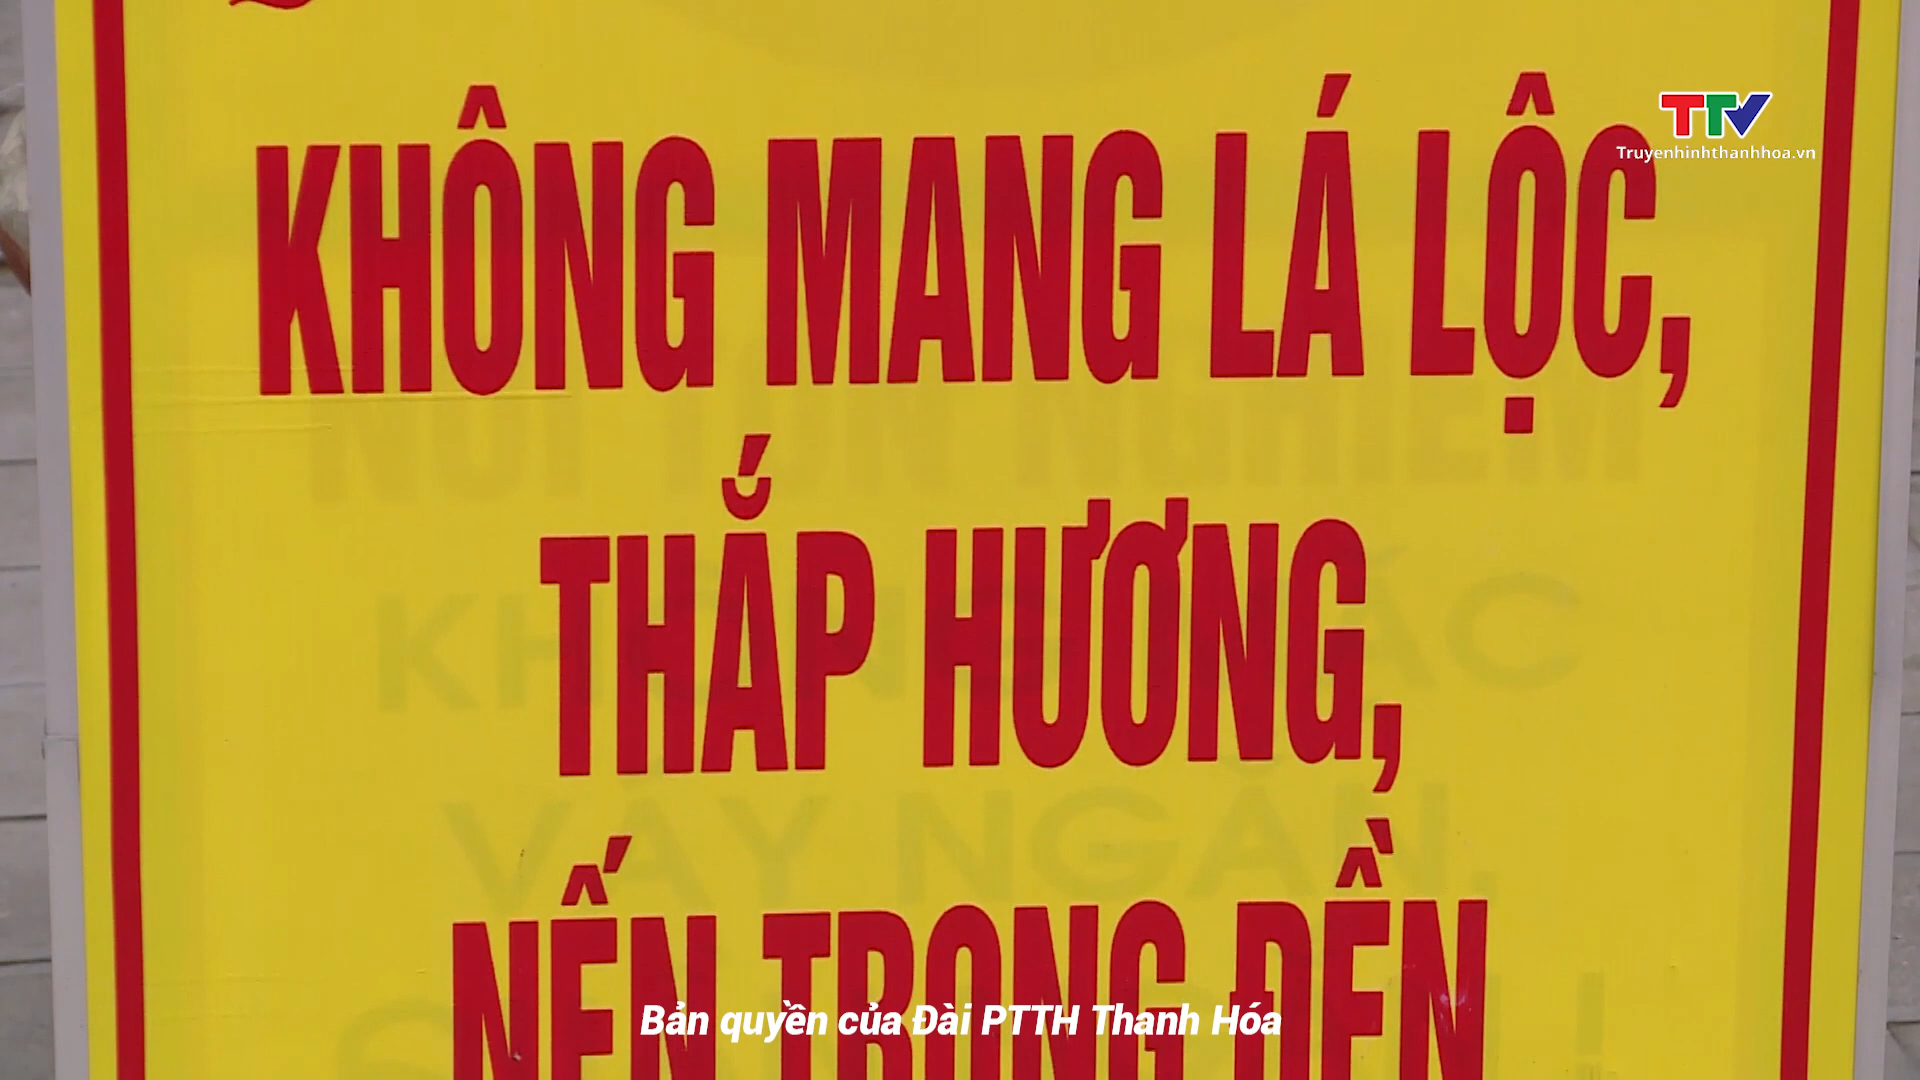 TTV
Truyenhinhthanhhoa.vn
KHÔNG MANG LÁ LỘC,
THẮP HƯƠNG,
NẾN TRONG ĐỀN
Bản quyền của Đài PTTH Thanh Hóa